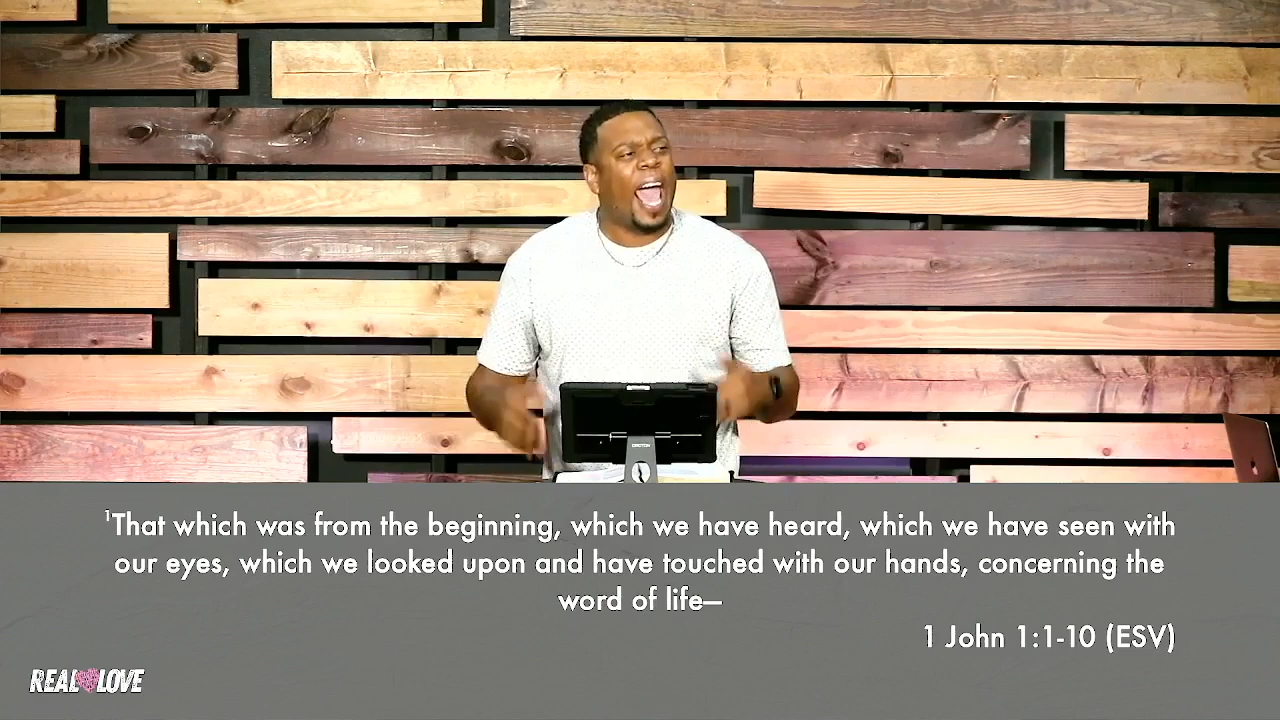 ¹That which was from the beginning, which we have heard, which we have seen with
our eyes, which we looked upon and have touched with our hands, concerning the
word of life—
1 John 1:1-10 (ESV)
REAL LOVE